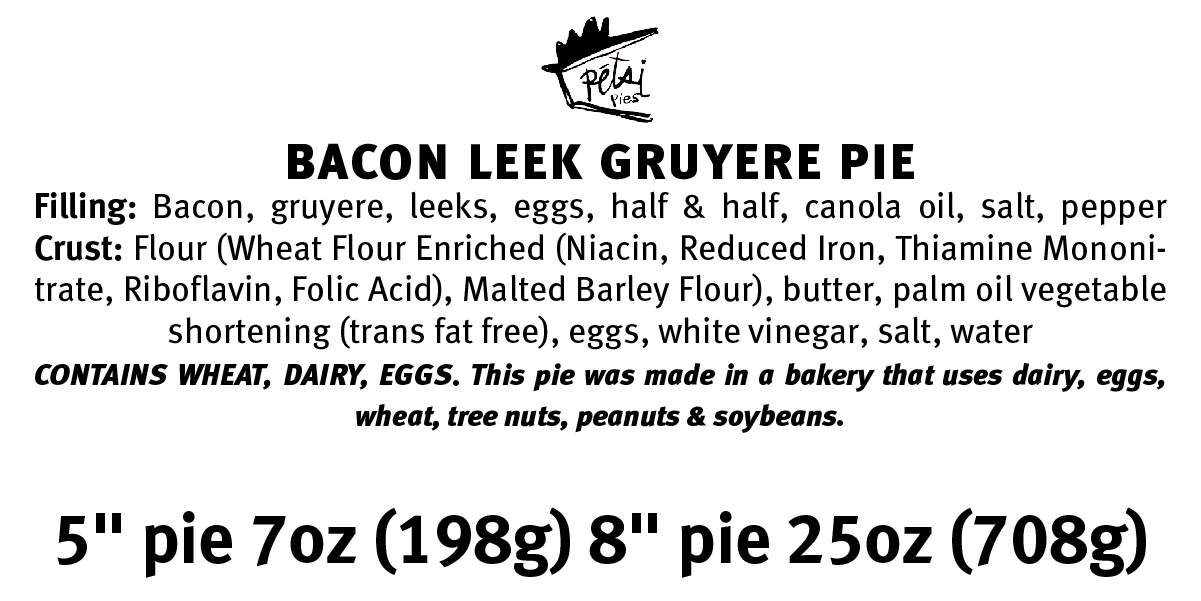 pétsi
Pies
BACON LEEK GRUYERE PIE
Filling: Bacon, gruyere, leeks, eggs, half & half, canola oil, salt, pepper
Crust: Flour (Wheat Flour Enriched (Niacin, Reduced Iron, Thiamine Mononi-
trate, Riboflavin, Folic Acid), Malted Barley Flour), butter, palm oil vegetable
shortening (trans fat free), eggs, white vinegar, salt, water
CONTAINS WHEAT, DAIRY, EGGS. This pie was made in a bakery that uses dairy, eggs,
wheat, tree nuts, peanuts & soybeans.
5" pie 7oz (198g) 8" pie 25oz (708g)